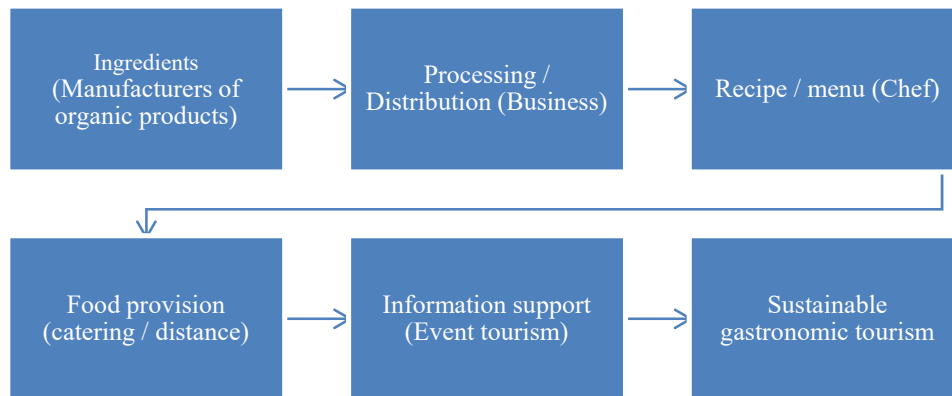 Ingredients
(Manufacturers of
organic products)
Processing /
Distribution (Business)
Recipe / menu (Chef)
Food provision
(catering / distance)
Information support
(Event tourism)
Sustainable
gastronomic tourism